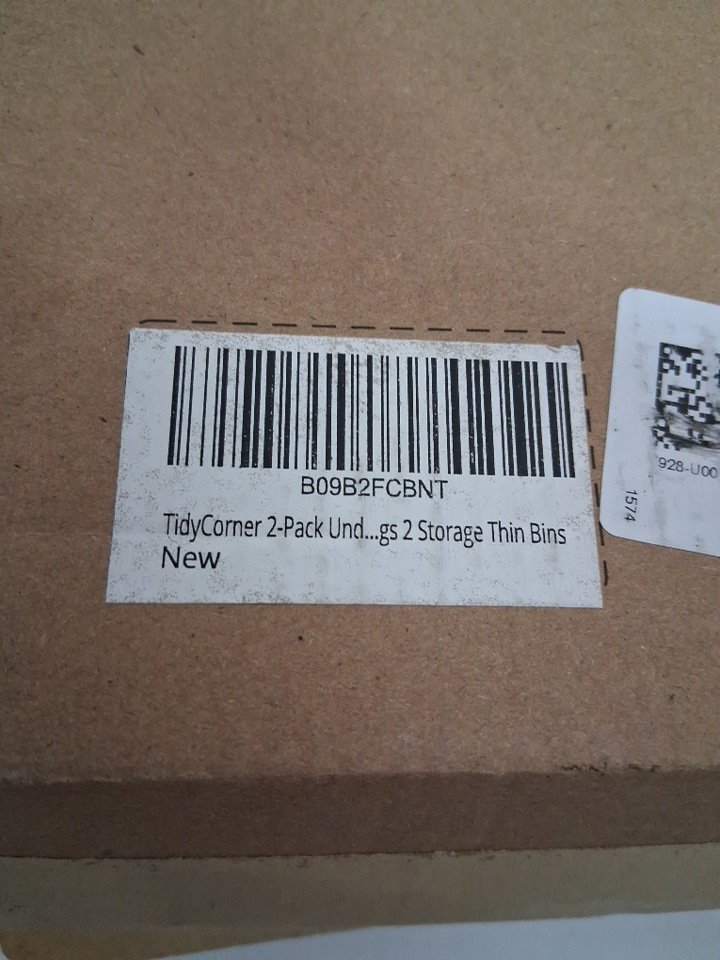 B09B2FCBNT
TidyCorner 2-Pack Und...gs 2 Storage Thin Bins
New
928-U00
1574